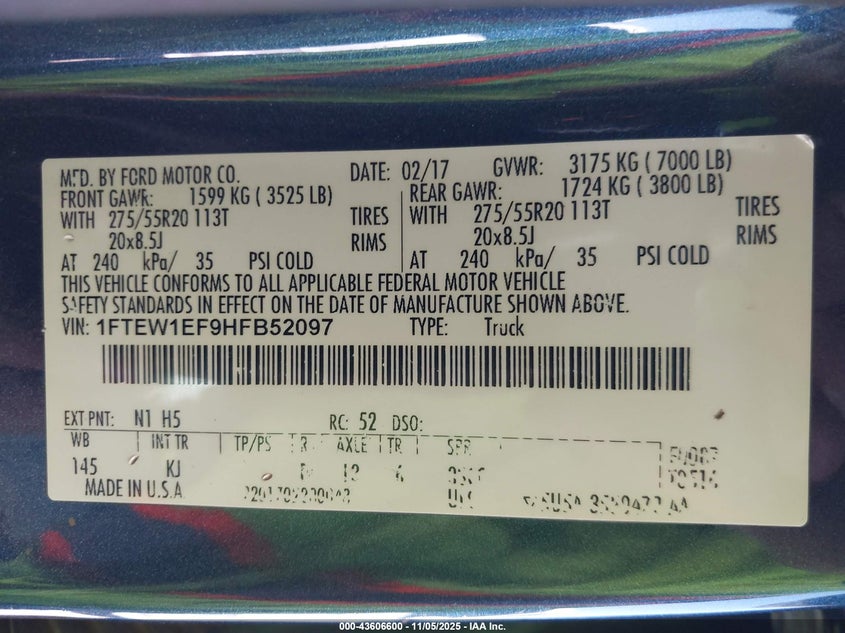 MFD. BY FORD MOTOR CO. DATE: 02/17 GVWR: 3175 KG ( 7000 LB)
FRONT GAWR: 1599 KG ( 3525 LB) REAR GAWR: 1724 KG ( 3800 LB)
WITH 275/55R20 113T TIRES WITH 275/55R20 113T TIRES
20x8.5J RIMS 20x8.5J RIMS
AT 240 kPa/ 35 PSI COLD AT 240 kPa/ 35 PSI COLD
THIS VEHICLE CONFORMS TO ALL APPLICABLE FEDERAL MOTOR VEHICLE
SAFETY STANDARDS IN EFFECT ON THE DATE OF MANUFACTURE SHOWN ABOVE.
VIN: 1FTEW1EF9HFB52097 TYPE: Truck
EXT PNT: N1 H5 RC: 52 DSO:
WB INT TR TP/PS R AXLE TR SPR
145 KJ
MADE IN U.S.A.
000-43606600 - 11/05/2025 - IAA Inc.